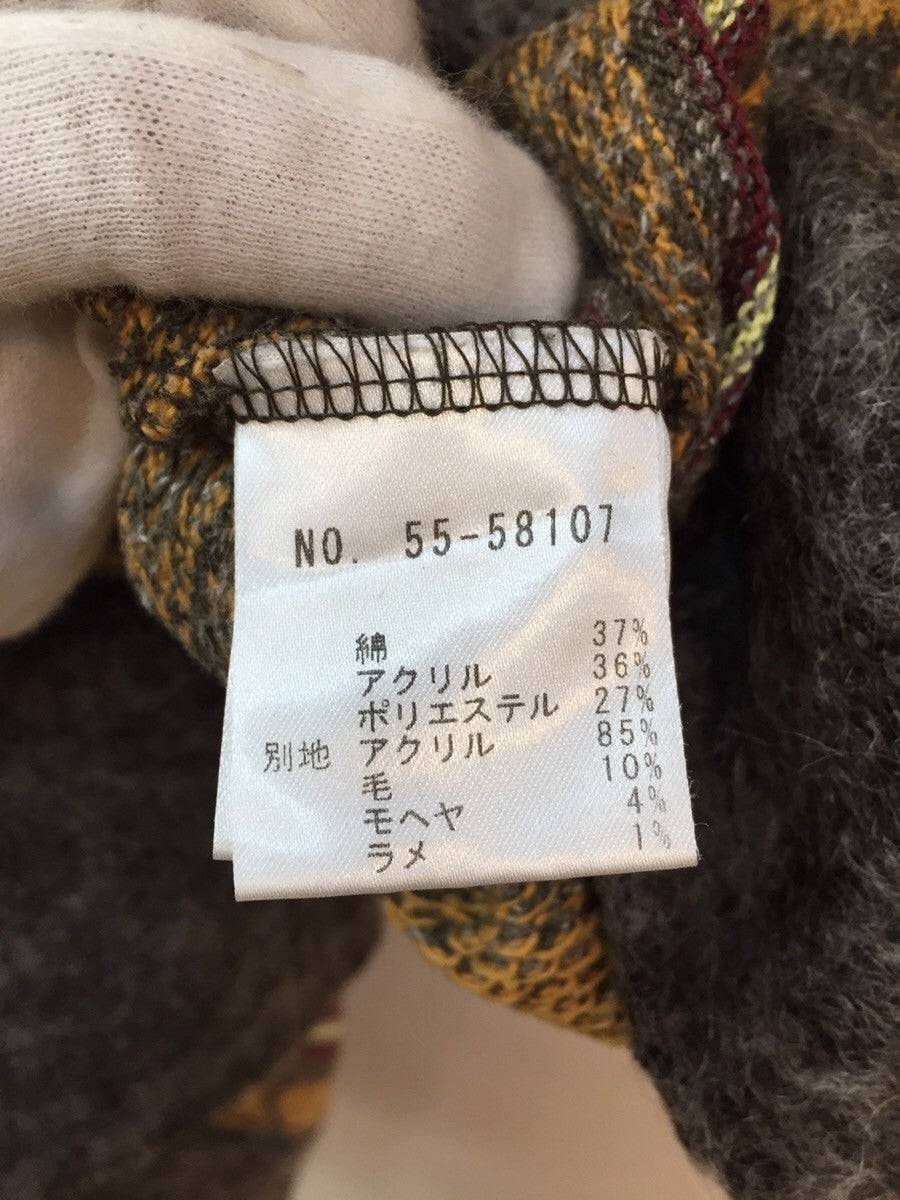 NO. 55-58107
綿 37%
アクリル 36%
ポリエステル 27%
別地 アクリル 85%
毛 10%
モヘヤ 4%
ラメ 1%